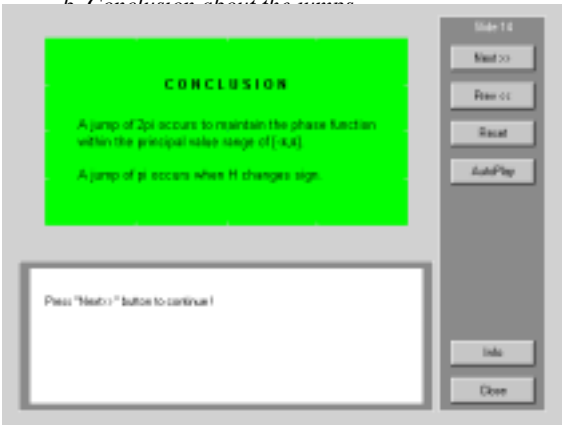 b. Conclusion about the jumps
Slide 14
CONCLUSION
A jump of 2pi occurs to maintain the phase function
within the principal value range of [-π,π].
A jump of pi occurs when H changes sign.
Next >>
Prev <<
Reset
AutoPlay
Press "Next>>" button to continue!
Info
Close